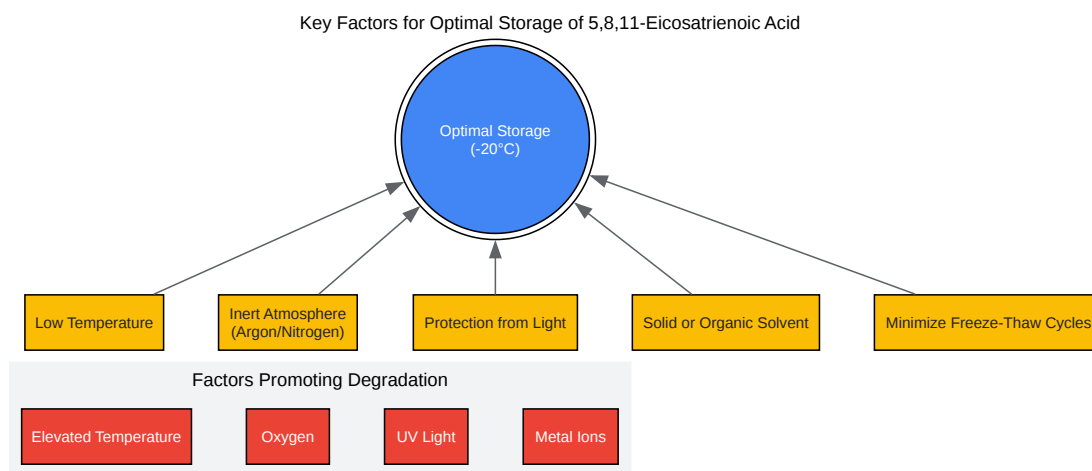 Key Factors for Optimal Storage of 5,8,11-Eicosatrienoic Acid
Optimal Storage
(-20°C)
Low Temperature
Inert Atmosphere
(Argon/Nitrogen)
Protection from Light
Solid or Organic Solvent
Minimize Freeze-Thaw Cycles
Factors Promoting Degradation
Elevated Temperature
Oxygen
UV Light
Metal Ions